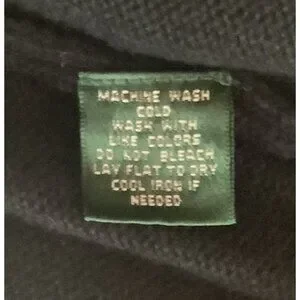 MACHINE WASH
COLD
WASH WITH
LIKE COLORS
DO NOT BLEACH
LAY FLAT TO DRY
COOL IRON IF
NEEDED